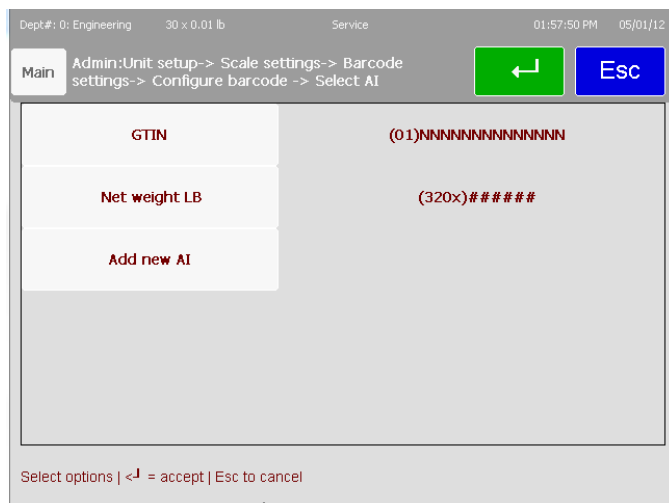 Dept#: 0: Engineering 30 x 0.01 lb Service 01:57:50 PM 05/01/12
Main
Admin:Unit setup-> Scale settings-> Barcode
settings-> Configure barcode -> Select AI
↵
Esc
GTIN (01)NNNNNNNNNNNNNN
Net weight LB (320x)######
Add new AI
Select options | <┘ = accept | Esc to cancel